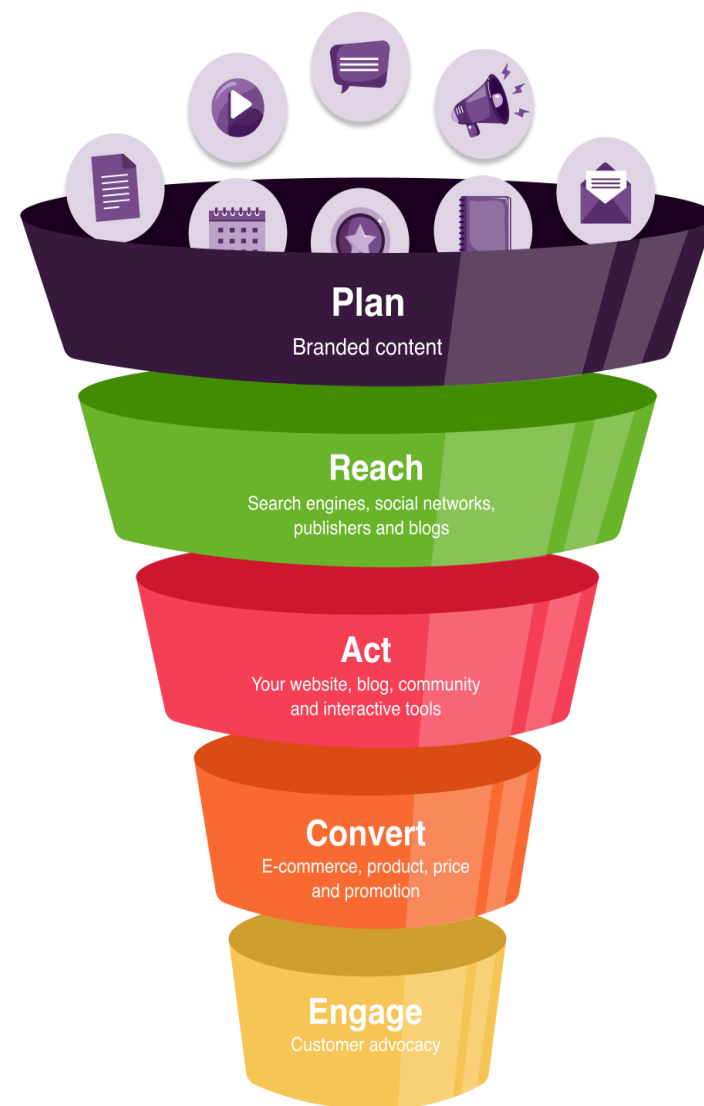 Plan
Branded content
Reach
Search engines, social networks,
publishers and blogs
Act
Your website, blog, community
and interactive tools
Convert
E-commerce, product, price
and promotion
Engage
Customer advocacy